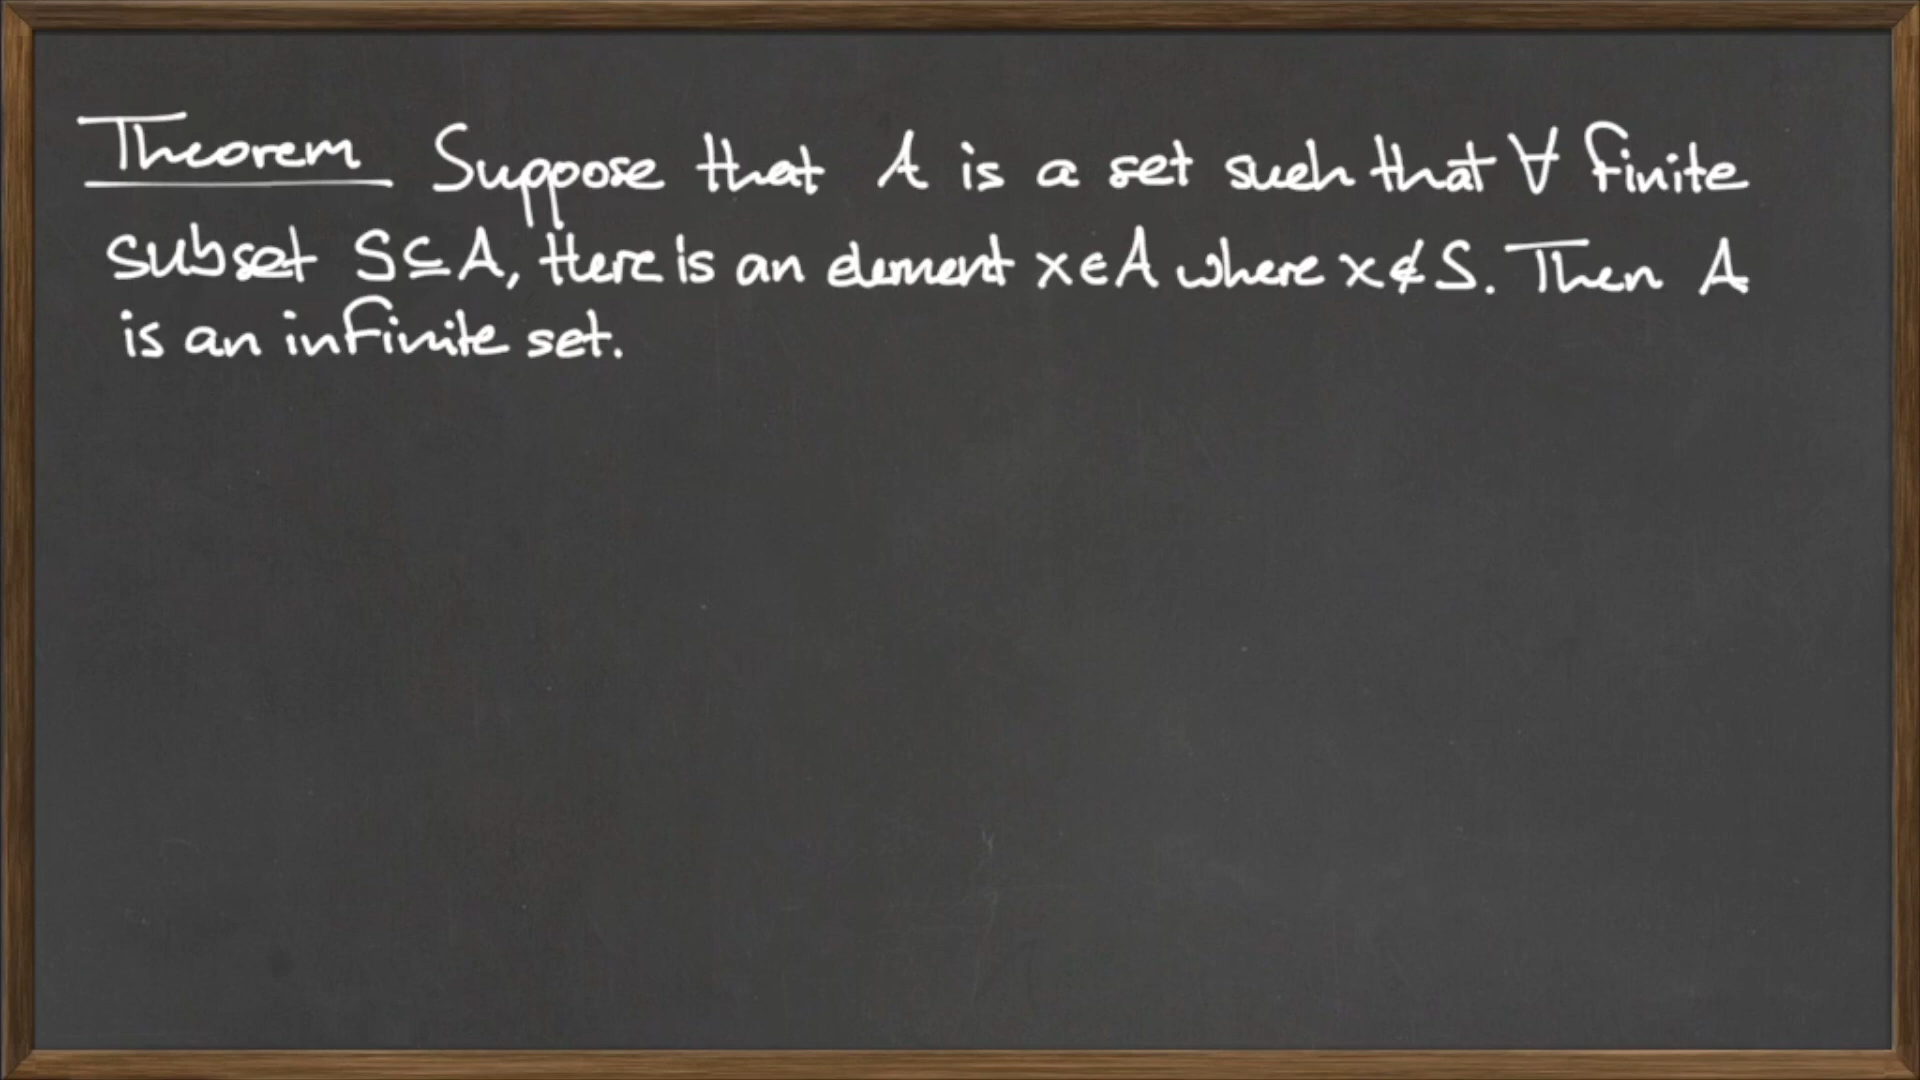 Theorem Suppose that A is a set such that ∀ finite
subset S⊆A, there is an element x∈A where x∉S. Then A
is an infinite set.